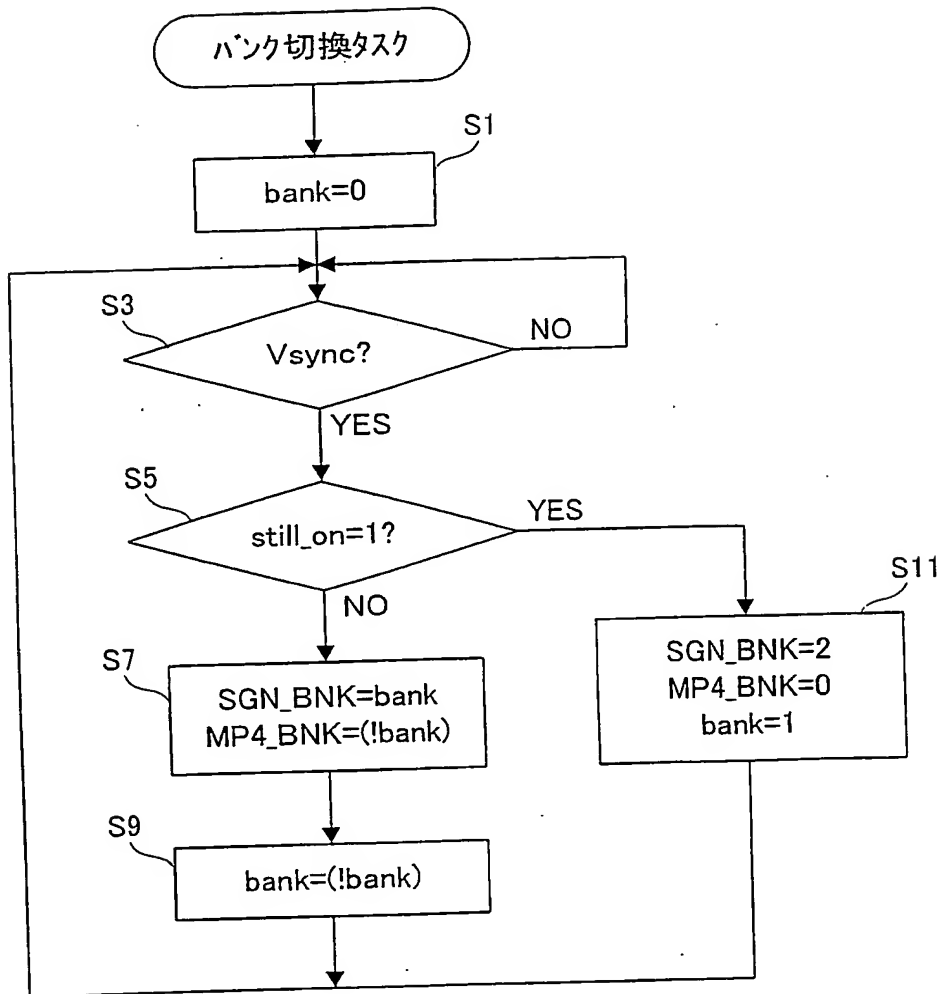 バンク切換タスク
S1
bank=0
S3
Vsync?
NO
YES
S5
still_on=1?
YES
NO
S11
SGN_BNK=2
MP4_BNK=0
bank=1
S7
SGN_BNK=bank
MP4_BNK=(!bank)
S9
bank=(!bank)